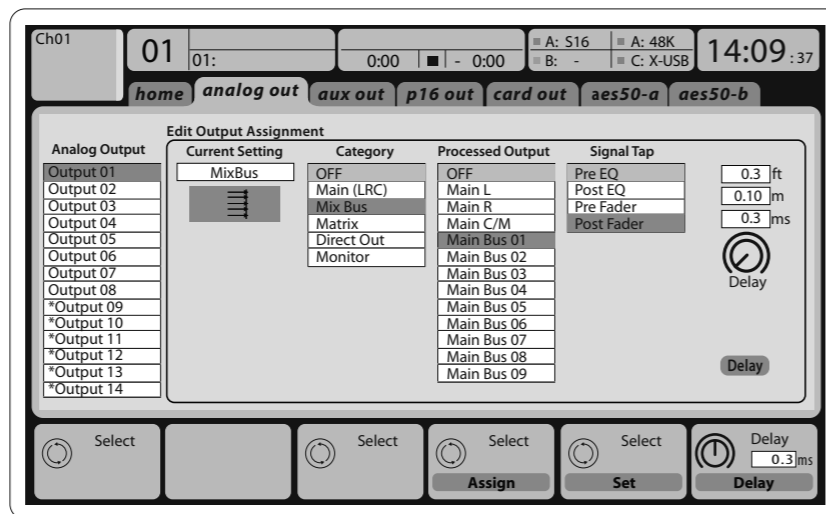 Ch01
01
01:
0:00 - 0:00
A: S16
B: -
A: 48K
C: X-USB
14:09 :37
home
analog out
aux out
p16 out
card out
aes50-a
aes50-b
Edit Output Assignment
Analog Output
Output 01
Output 02
Output 03
Output 04
Output 05
Output 06
Output 07
Output 08
*Output 09
*Output 10
*Output 11
*Output 12
*Output 13
*Output 14
Current Setting
MixBus
Category
OFF
Main (LRC)
Mix Bus
Matrix
Direct Out
Monitor
Processed Output
OFF
Main L
Main R
Main C/M
Main Bus 01
Main Bus 02
Main Bus 03
Main Bus 04
Main Bus 05
Main Bus 06
Main Bus 07
Main Bus 08
Main Bus 09
Signal Tap
Pre EQ
Post EQ
Pre Fader
Post Fader
0.3 ft
0.10 m
0.3 ms
Delay
Delay
Select
Select
Select
Assign
Select
Set
Delay
0.3 ms
Delay